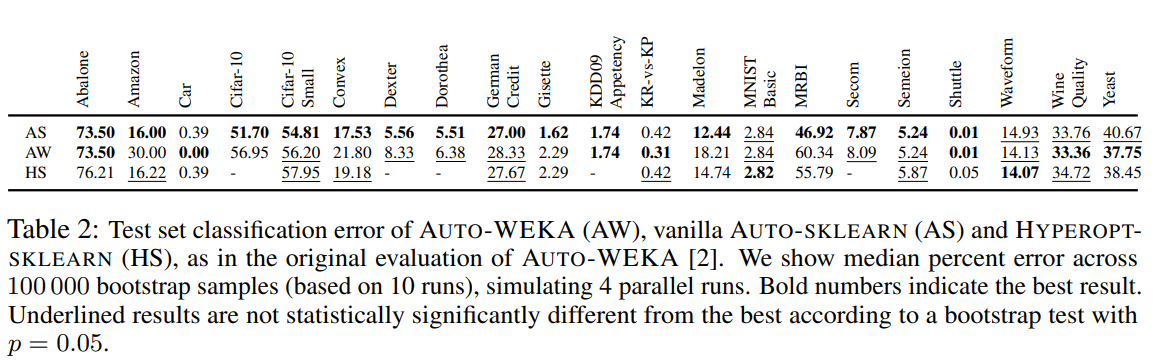 Abalone Amazon Car Cifar-10 Cifar-10 Small Convex Dexter Dorothea German Credit Gisette KDD09 Appetency KR-vs-KP Madelon MNIST Basic MRBI Secom Semeion Shuttle Waveform Wine Quality Yeast
AS 73.50 16.00 0.39 51.70 54.81 17.53 5.56 5.51 27.00 1.62 1.74 0.42 12.44 2.84 46.92 7.87 5.24 0.01 14.93 33.76 40.67
AW 73.50 30.00 0.00 56.95 56.20 21.80 8.33 6.38 28.33 2.29 1.74 0.31 18.21 2.84 60.34 8.09 5.24 0.01 14.13 33.36 37.75
HS 76.21 16.22 0.39 - 57.95 19.18 - - 27.67 2.29 - 0.42 14.74 2.82 55.79 - 5.87 0.05 14.07 34.72 38.45
Table 2: Test set classification error of AUTO-WEKA (AW), vanilla AUTO-SKLEARN (AS) and HYPEROPT-
SKLEARN (HS), as in the original evaluation of AUTO-WEKA [2]. We show median percent error across
100 000 bootstrap samples (based on 10 runs), simulating 4 parallel runs. Bold numbers indicate the best result.
Underlined results are not statistically significantly different from the best according to a bootstrap test with
p = 0.05.